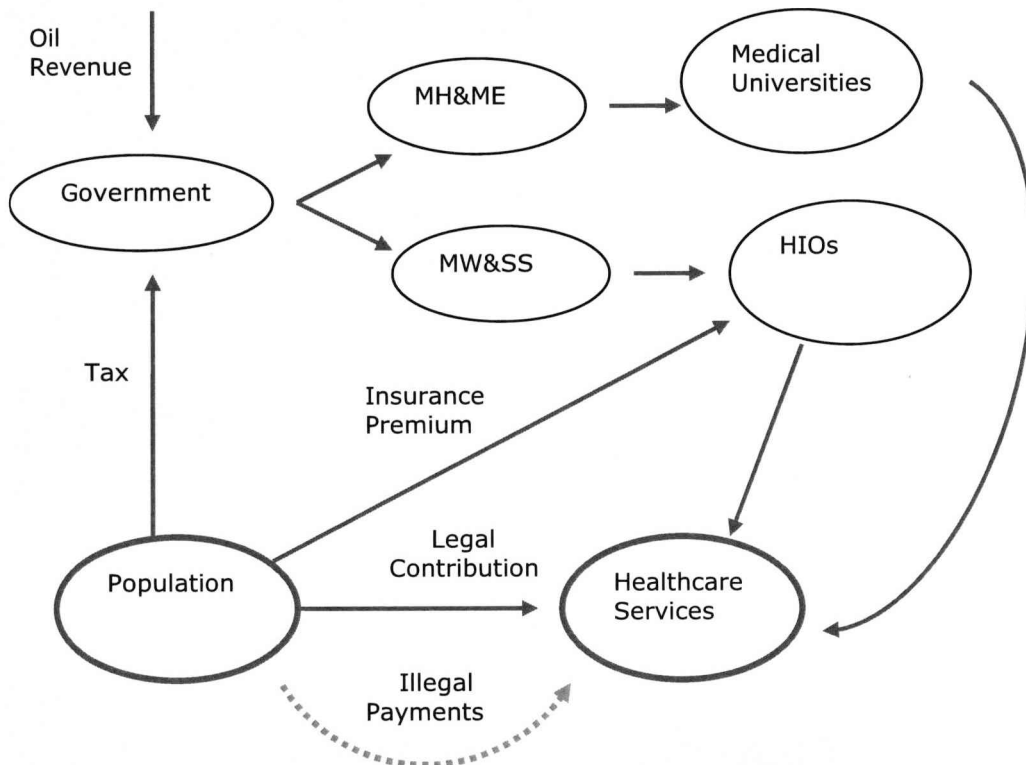 Oil
Revenue
MH&ME
Medical
Universities
Government
MW&SS
HIOs
Tax
Insurance
Premium
Legal
Contribution
Population
Healthcare
Services
Illegal
Payments